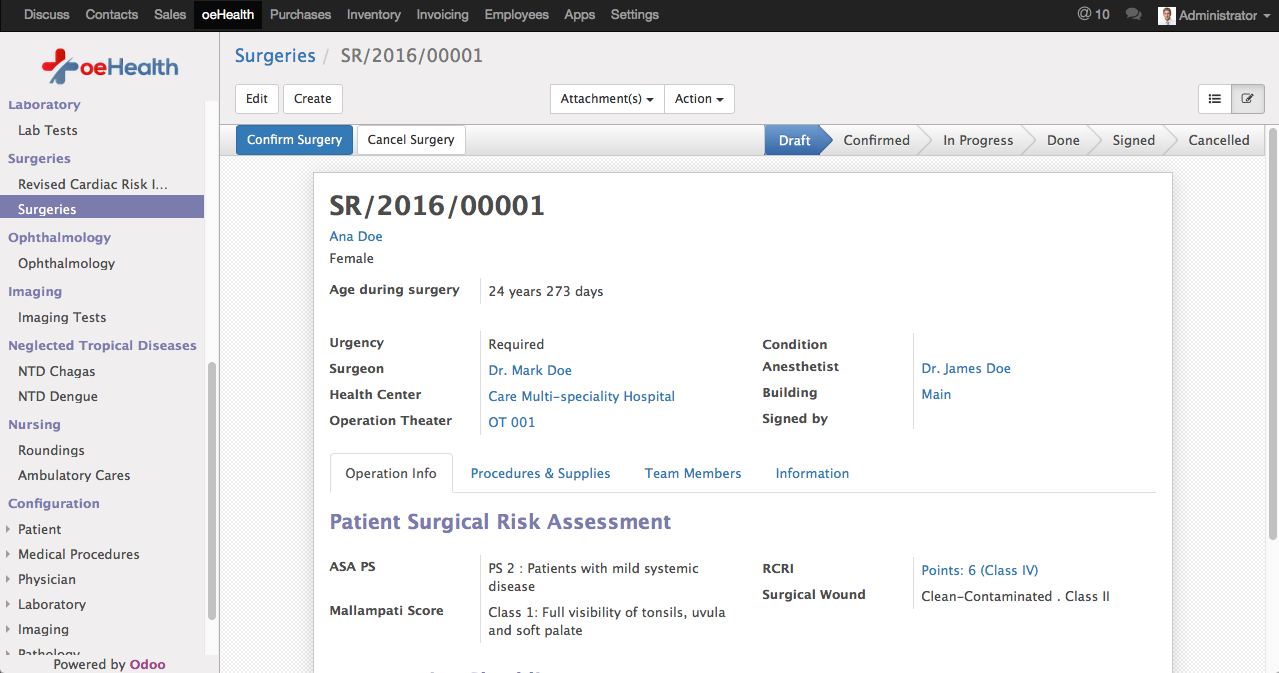 Discuss Contacts Sales oeHealth Purchases Inventory Invoicing Employees Apps Settings @ 10 Administrator
oeHealth
Laboratory
Lab Tests
Surgeries
Revised Cardiac Risk I...
Surgeries
Ophthalmology
Ophthalmology
Imaging
Imaging Tests
Neglected Tropical Diseases
NTD Chagas
NTD Dengue
Nursing
Roundings
Ambulatory Cares
Configuration
Patient
Medical Procedures
Physician
Laboratory
Imaging
Pathology
Powered by Odoo
Surgeries / SR/2016/00001
Edit Create Attachment(s) Action
Confirm Surgery Cancel Surgery Draft Confirmed In Progress Done Signed Cancelled
SR/2016/00001
Ana Doe
Female
Age during surgery 24 years 273 days
Urgency Required
Surgeon Dr. Mark Doe
Health Center Care Multi-speciality Hospital
Operation Theater OT 001
Condition
Anesthetist Dr. James Doe
Building Main
Signed by
Operation Info Procedures & Supplies Team Members Information
Patient Surgical Risk Assessment
ASA PS PS 2 : Patients with mild systemic
disease
Mallampati Score Class 1: Full visibility of tonsils, uvula
and soft palate
RCRI Points: 6 (Class IV)
Surgical Wound Clean-Contaminated . Class II